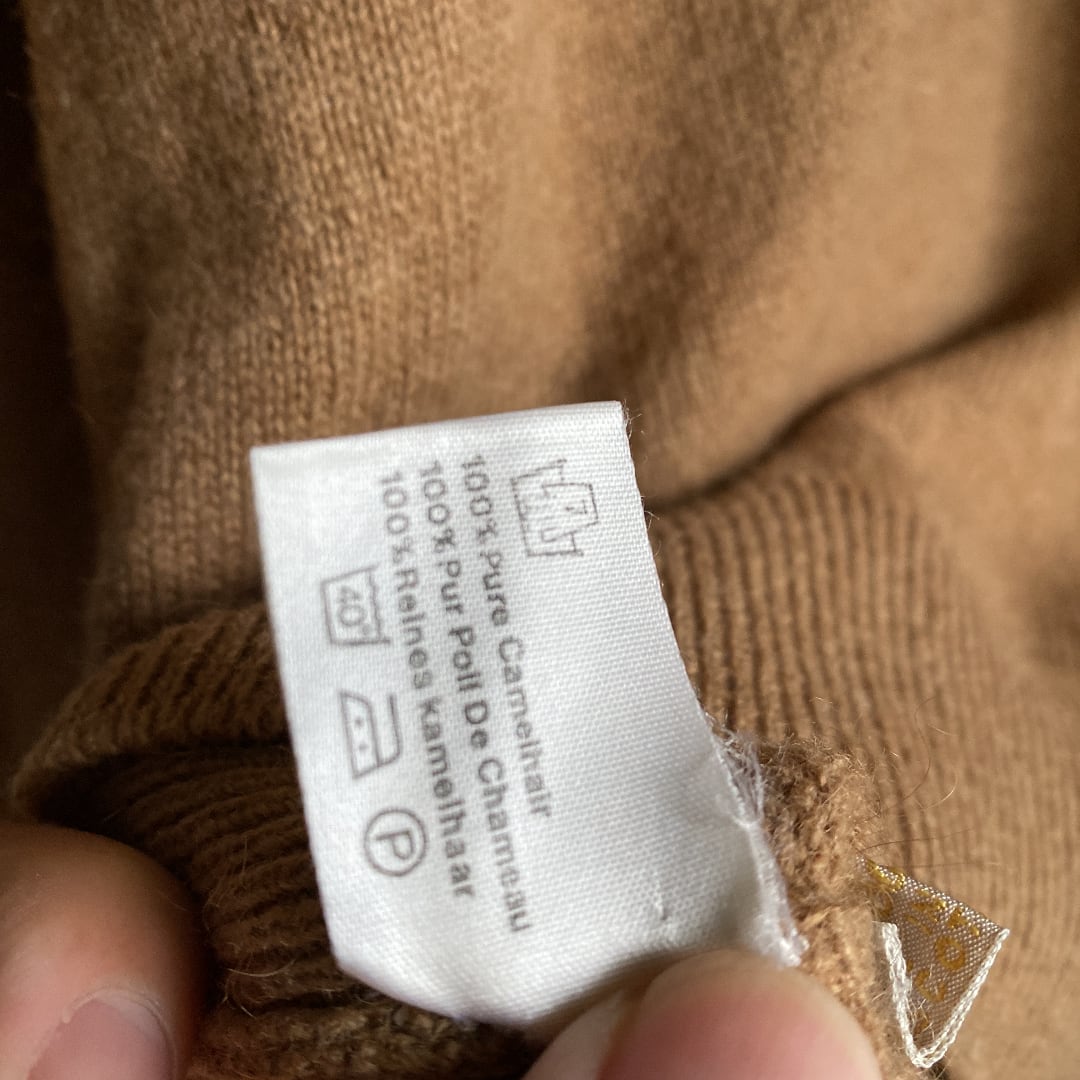 100% Pure Camelhair
100% Pur Poil De Chameau
100% Reines Kamelhaar
40°
P